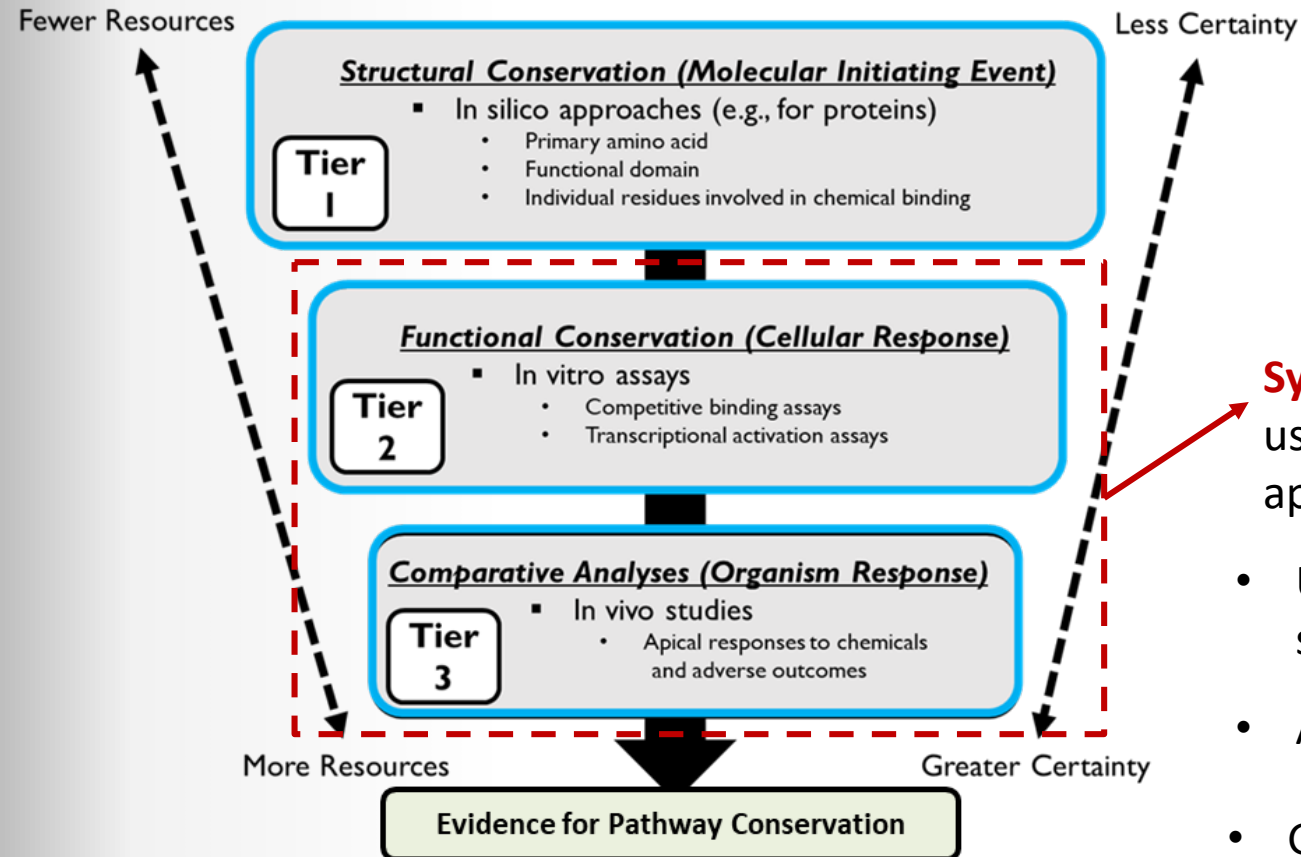 Fewer Resources
Less Certainty
Structural Conservation (Molecular Initiating Event)
▪ In silico approaches (e.g., for proteins)
• Primary amino acid
• Functional domain
• Individual residues involved in chemical binding
Tier
1
Functional Conservation (Cellular Response)
▪ In vitro assays
• Competitive binding assays
• Transcriptional activation assays
Tier
2
Comparative Analyses (Organism Response)
▪ In vivo studies
• Apical responses to chemicals
and adverse outcomes
Tier
3
More Resources
Greater Certainty
Evidence for Pathway Conservation
Sy
us
ap
•
•
•